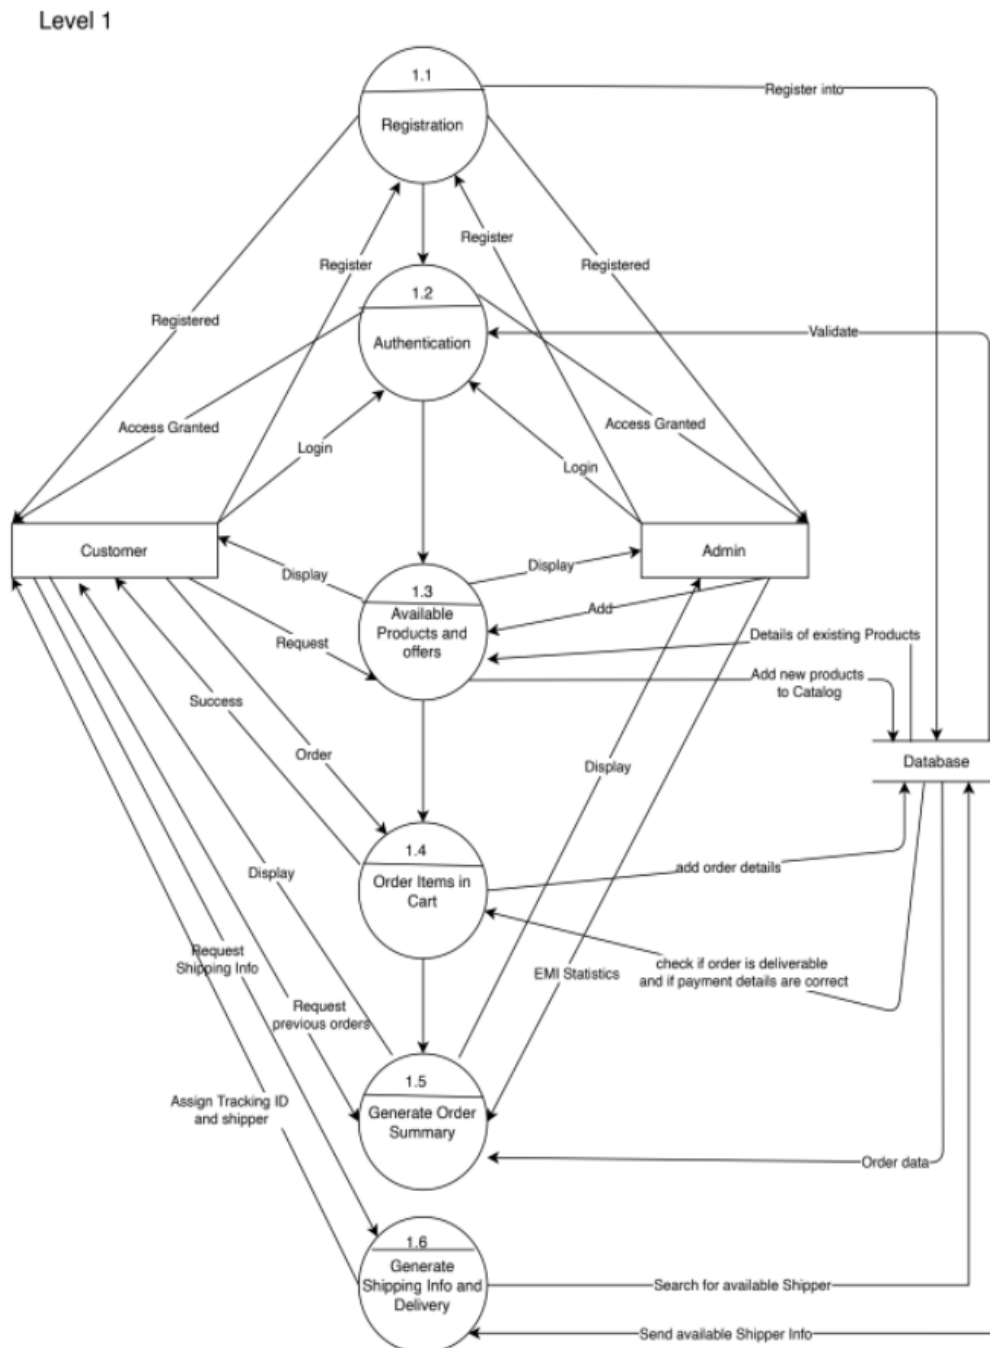 Level 1
1.1
Registration
Register into
Register
Register
Registered
Registered
1.2
Authentication
Validate
Access Granted
Access Granted
Login
Login
Customer
Admin
Display
Display
1.3
Available
Products and
offers
Add
Request
Details of existing Products
Add new products
to Catalog
Success
Order
Display
Database
1.4
Order Items in
Cart
add order details
Display
Request
Shipping Info
EMI Statistics
check if order is deliverable
and if payment details are correct
Request
previous orders
1.5
Generate Order
Summary
Assign Tracking ID
and shipper
Order data
1.6
Generate
Shipping Info and
Delivery
Search for available Shipper
Send available Shipper Info